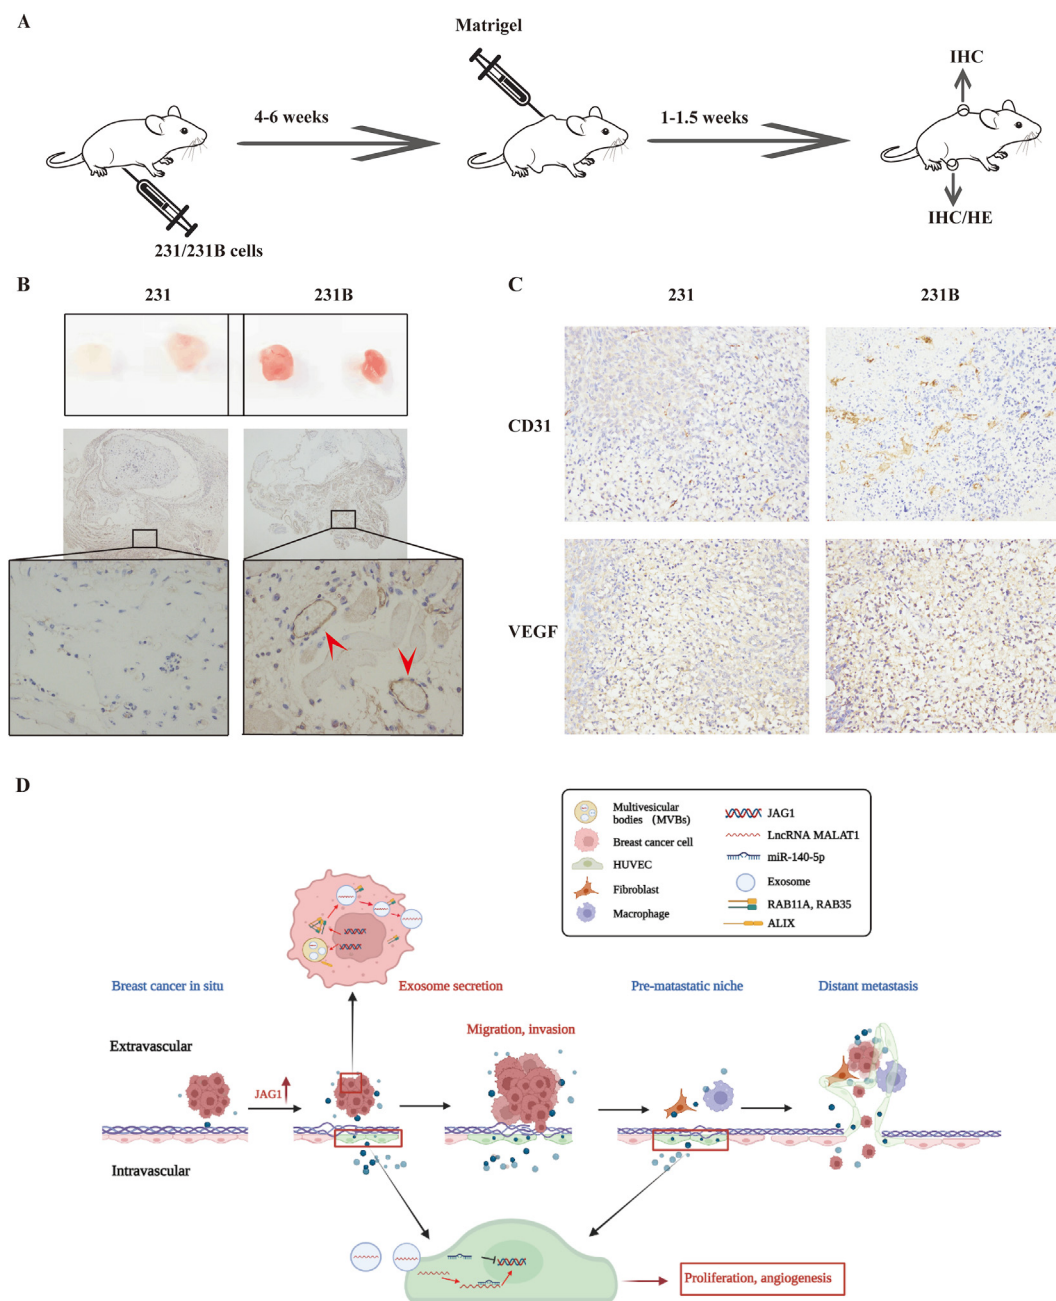 A
Matrigel
IHC
4-6 weeks
1-1.5 weeks
231/231B cells
IHC/HE
B
231
231B
C
231
231B
CD31
VEGF
D
Multivesicular
bodies (MVBs)
Breast cancer cell
HUVEC
Fibroblast
Macrophage
JAG1
LncRNA MALAT1
miR-140-5p
Exosome
RAB11A, RAB35
ALIX
Breast cancer in situ
Exosome secretion
Pre-matastatic niche
Distant metastasis
Migration, invasion
Extravascular
JAG1
Intravascular
Proliferation, angiogenesis